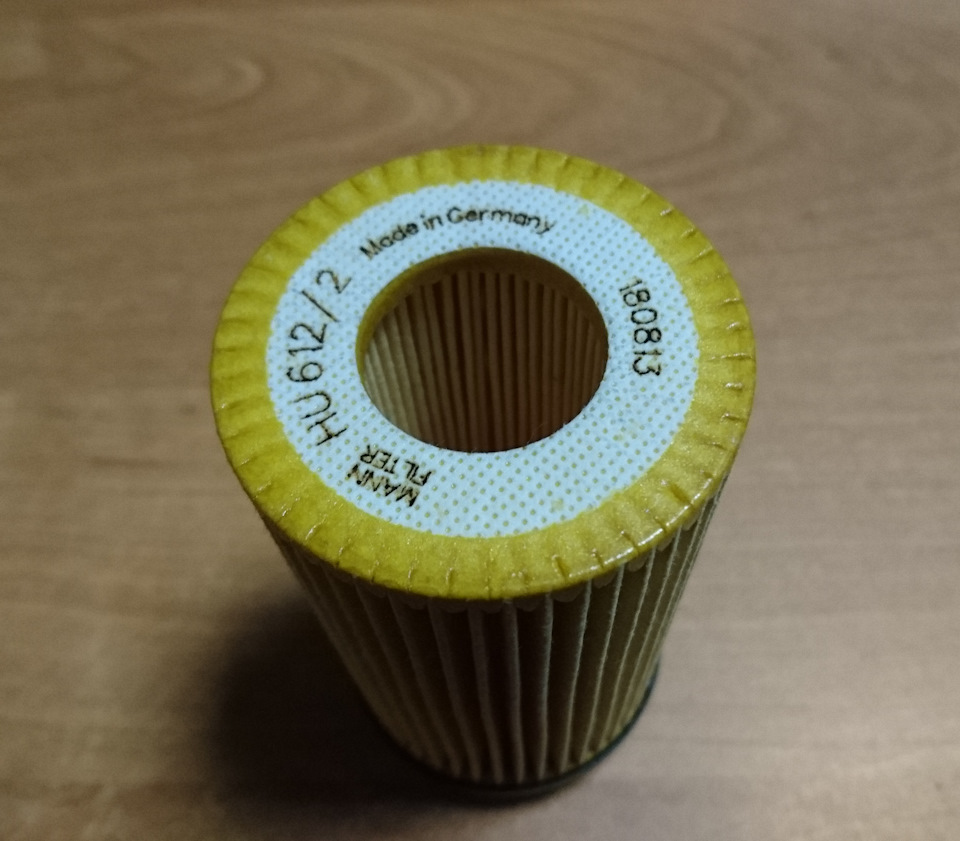 Made in Germany
HU 612/2
180813
MANN
FILTER